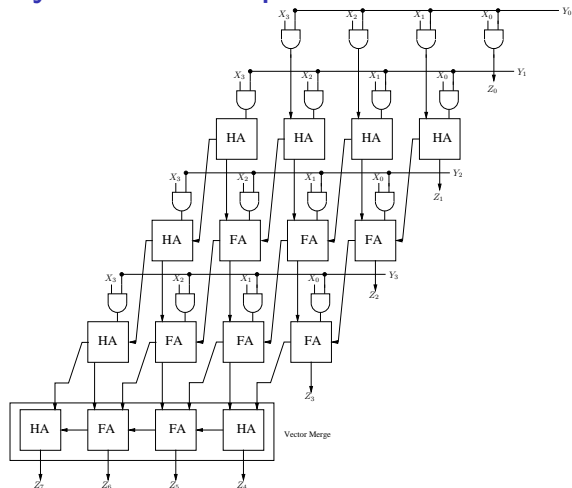 X3 X2 X1 X0 Y0
X3 X2 X1 X0 Y1
Z0
HA HA HA HA
X3 X2 X1 X0 Y2
Z1
HA FA FA FA
X3 X2 X1 X0 Y3
Z2
HA FA FA FA
Z3
HA FA FA HA Vector Merge
Z7 Z6 Z5 Z4